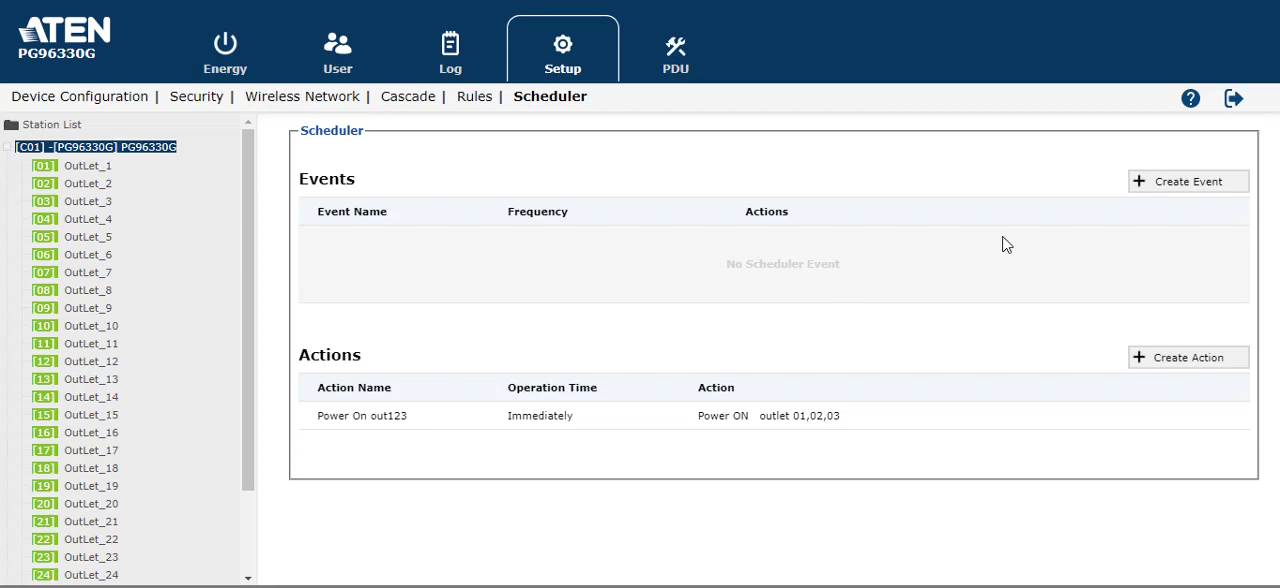 ATEN
PG96330G
Energy
User
Log
Setup
PDU
Device Configuration | Security | Wireless Network | Cascade | Rules | Scheduler
?
Station List
[C01] -[PG96330G] PG96330G
[01] OutLet_1
[02] OutLet_2
[03] OutLet_3
[04] OutLet_4
[05] OutLet_5
[06] OutLet_6
[07] OutLet_7
[08] OutLet_8
[09] OutLet_9
[10] OutLet_10
[11] OutLet_11
[12] OutLet_12
[13] OutLet_13
[14] OutLet_14
[15] OutLet_15
[16] OutLet_16
[17] OutLet_17
[18] OutLet_18
[19] OutLet_19
[20] OutLet_20
[21] OutLet_21
[22] OutLet_22
[23] OutLet_23
[24] OutLet_24
Scheduler
Events
+ Create Event
Event Name Frequency Actions
No Scheduler Event
Actions
+ Create Action
Action Name Operation Time Action
Power On out123 Immediately Power ON outlet 01,02,03